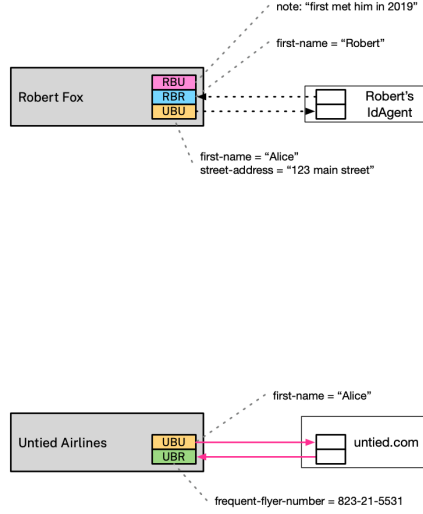 note: “first met him in 2019”
first-name = “Robert”
RBU
Robert Fox
RBR
Robert's
UBU
IdAgent
first-name = “Alice”
street-address = “123 main street”
first-name = “Alice”
Untied Airlines
UBU
untied.com
UBR
frequent-flyer-number = 823-21-5531